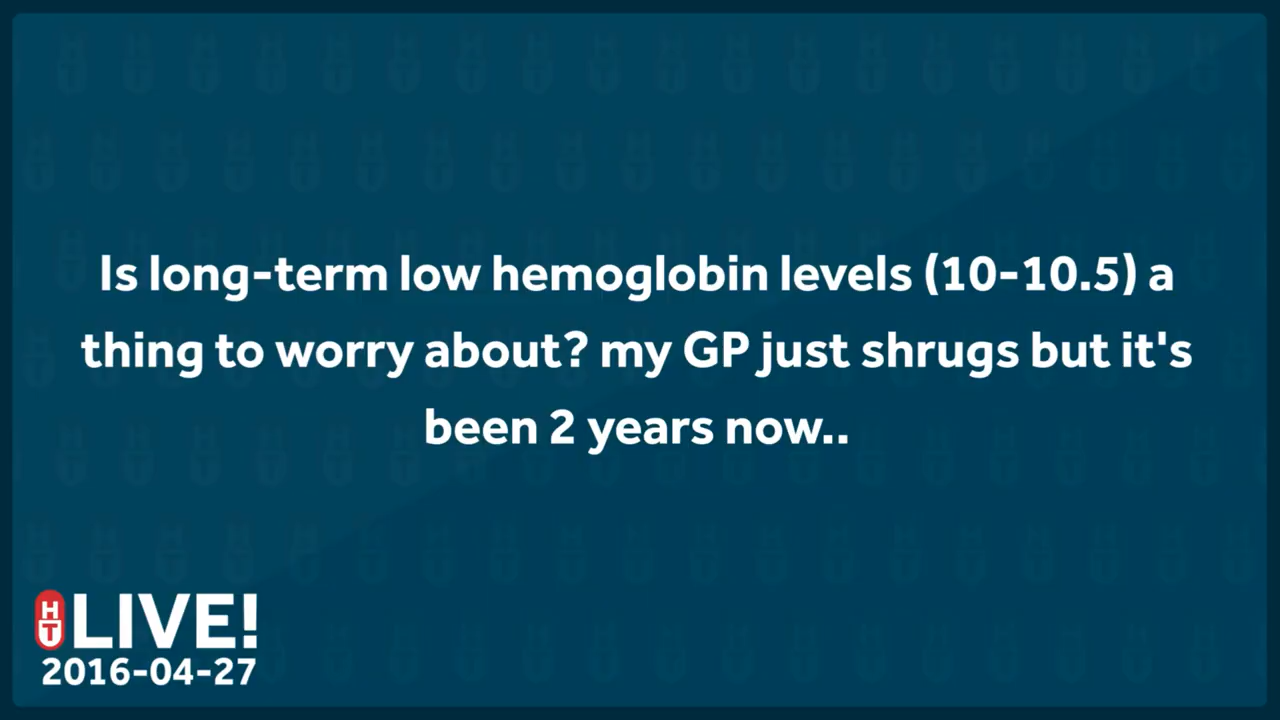 Is long-term low hemoglobin levels (10-10.5) a
thing to worry about? my GP just shrugs but it's
been 2 years now..
HT LIVE!
2016-04-27